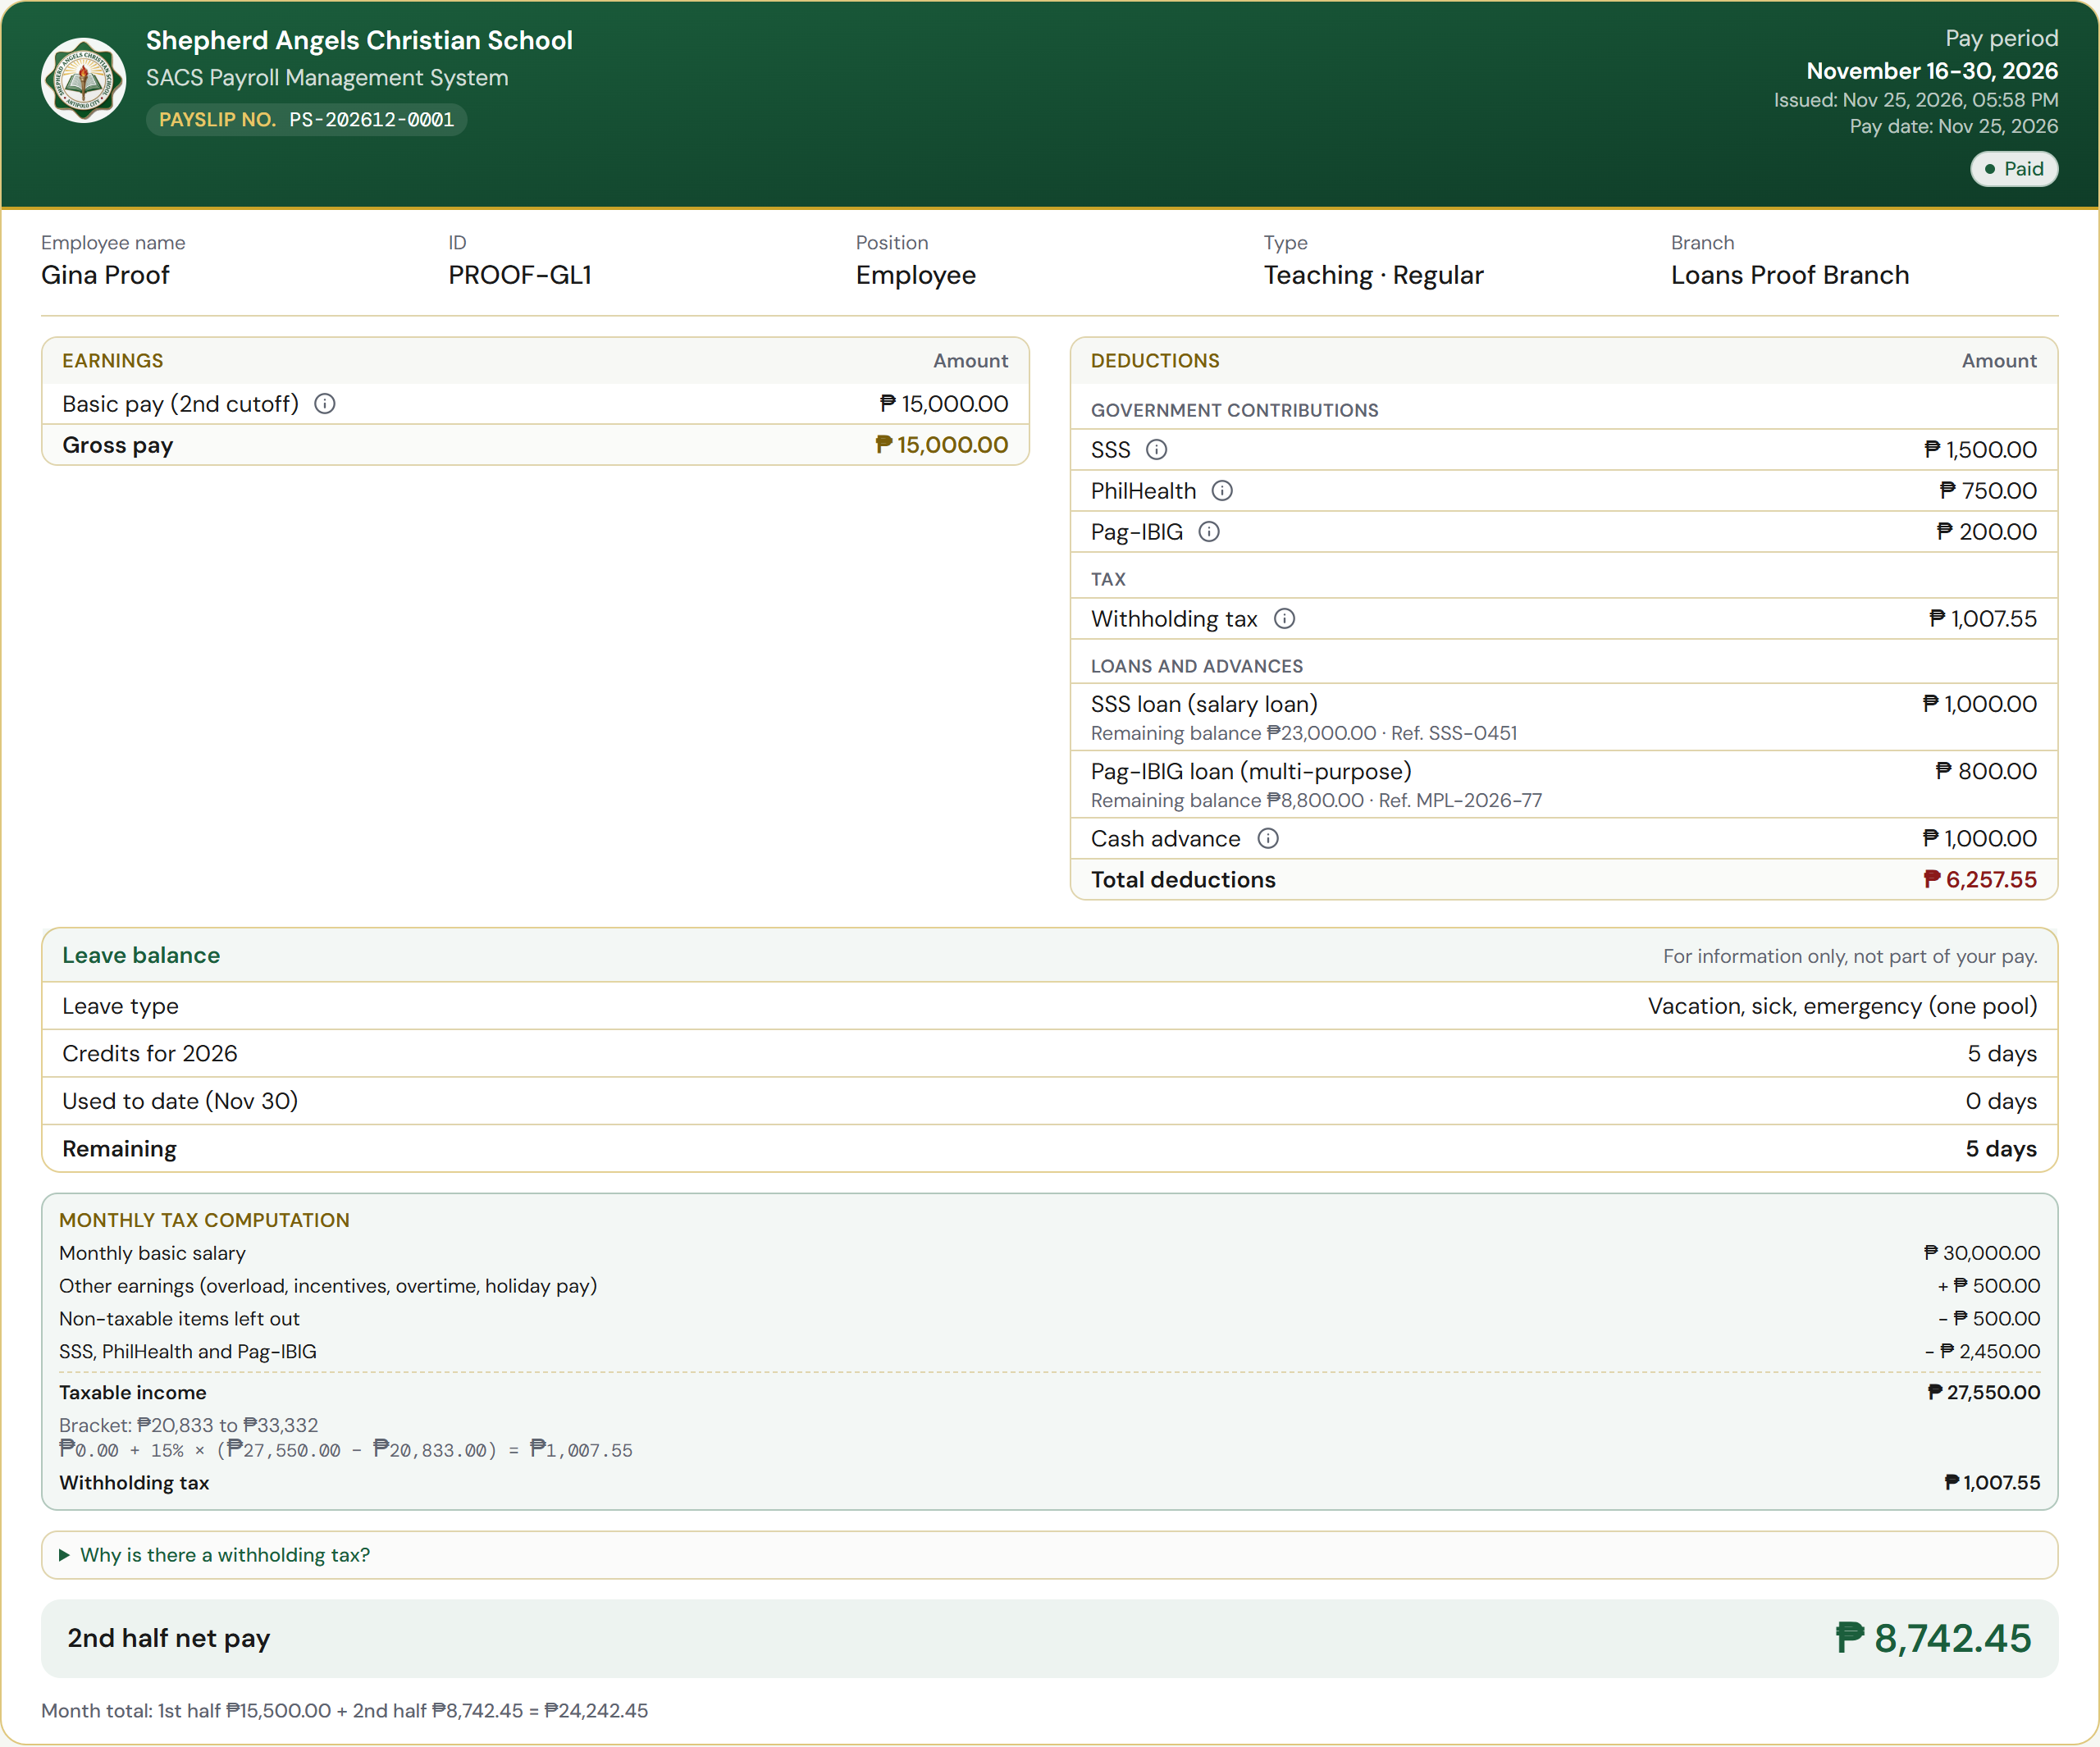 Shepherd Angels Christian School
SACS Payroll Management System
PAYSLIP NO. PS-202612-0001
Pay period
November 16-30, 2026
Issued: Nov 25, 2026, 05:58 PM
Pay date: Nov 25, 2026
Paid
Employee name
Gina Proof
ID
PROOF-GL1
Position
Employee
Type
Teaching · Regular
Branch
Loans Proof Branch
EARNINGS Amount
Basic pay (2nd cutoff) ₱ 15,000.00
Gross pay ₱ 15,000.00
DEDUCTIONS Amount
GOVERNMENT CONTRIBUTIONS
SSS ₱ 1,500.00
PhilHealth ₱ 750.00
Pag-IBIG ₱ 200.00
TAX
Withholding tax ₱ 1,007.55
LOANS AND ADVANCES
SSS loan (salary loan) ₱ 1,000.00
Remaining balance ₱23,000.00 · Ref. SSS-0451
Pag-IBIG loan (multi-purpose) ₱ 800.00
Remaining balance ₱8,800.00 · Ref. MPL-2026-77
Cash advance ₱ 1,000.00
Total deductions ₱ 6,257.55
Leave balance For information only, not part of your pay.
Leave type Vacation, sick, emergency (one pool)
Credits for 2026 5 days
Used to date (Nov 30) 0 days
Remaining 5 days
MONTHLY TAX COMPUTATION
Monthly basic salary ₱ 30,000.00
Other earnings (overload, incentives, overtime, holiday pay) + ₱ 500.00
Non-taxable items left out - ₱ 500.00
SSS, PhilHealth and Pag-IBIG - ₱ 2,450.00
Taxable income ₱ 27,550.00
Bracket: ₱20,833 to ₱33,332
₱0.00 + 15% × (₱27,550.00 - ₱20,833.00) = ₱1,007.55
Withholding tax ₱ 1,007.55
Why is there a withholding tax?
2nd half net pay ₱ 8,742.45
Month total: 1st half ₱15,500.00 + 2nd half ₱8,742.45 = ₱24,242.45